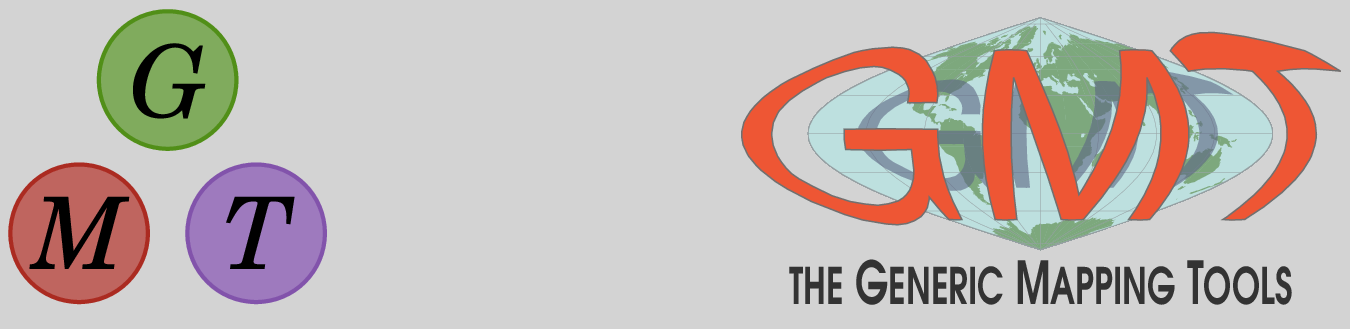 G
M T
GMT
THE GENERIC MAPPING TOOLS